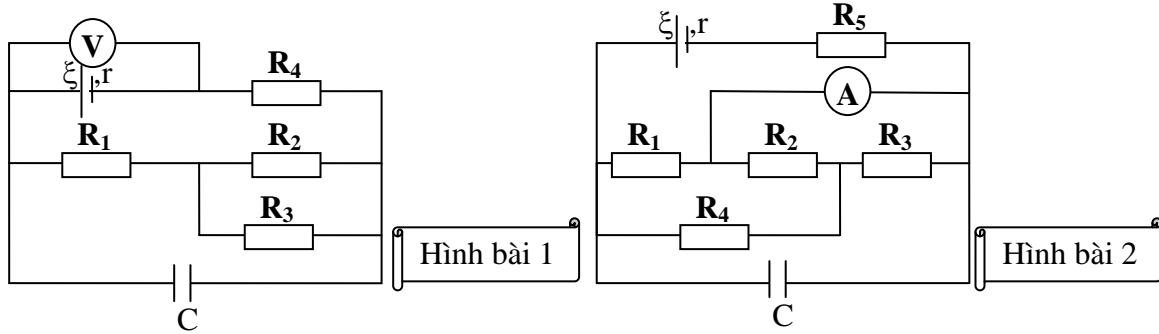 V
ξ ,r
R4
R1
R2
R3
C
Hình bài 1
ξ ,r
R5
A
R1
R2
R3
R4
C
Hình bài 2